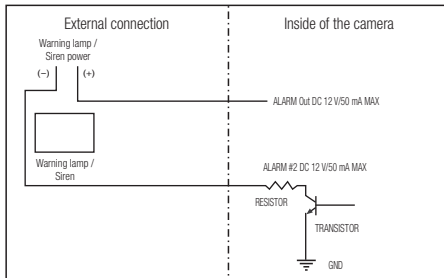 External connection
Inside of the camera
Warning lamp /
Siren power
(−)
(+)
ALARM Out DC 12 V/50 mA MAX
Warning lamp /
Siren
ALARM #2 DC 12 V/50 mA MAX
RESISTOR
TRANSISTOR
GND